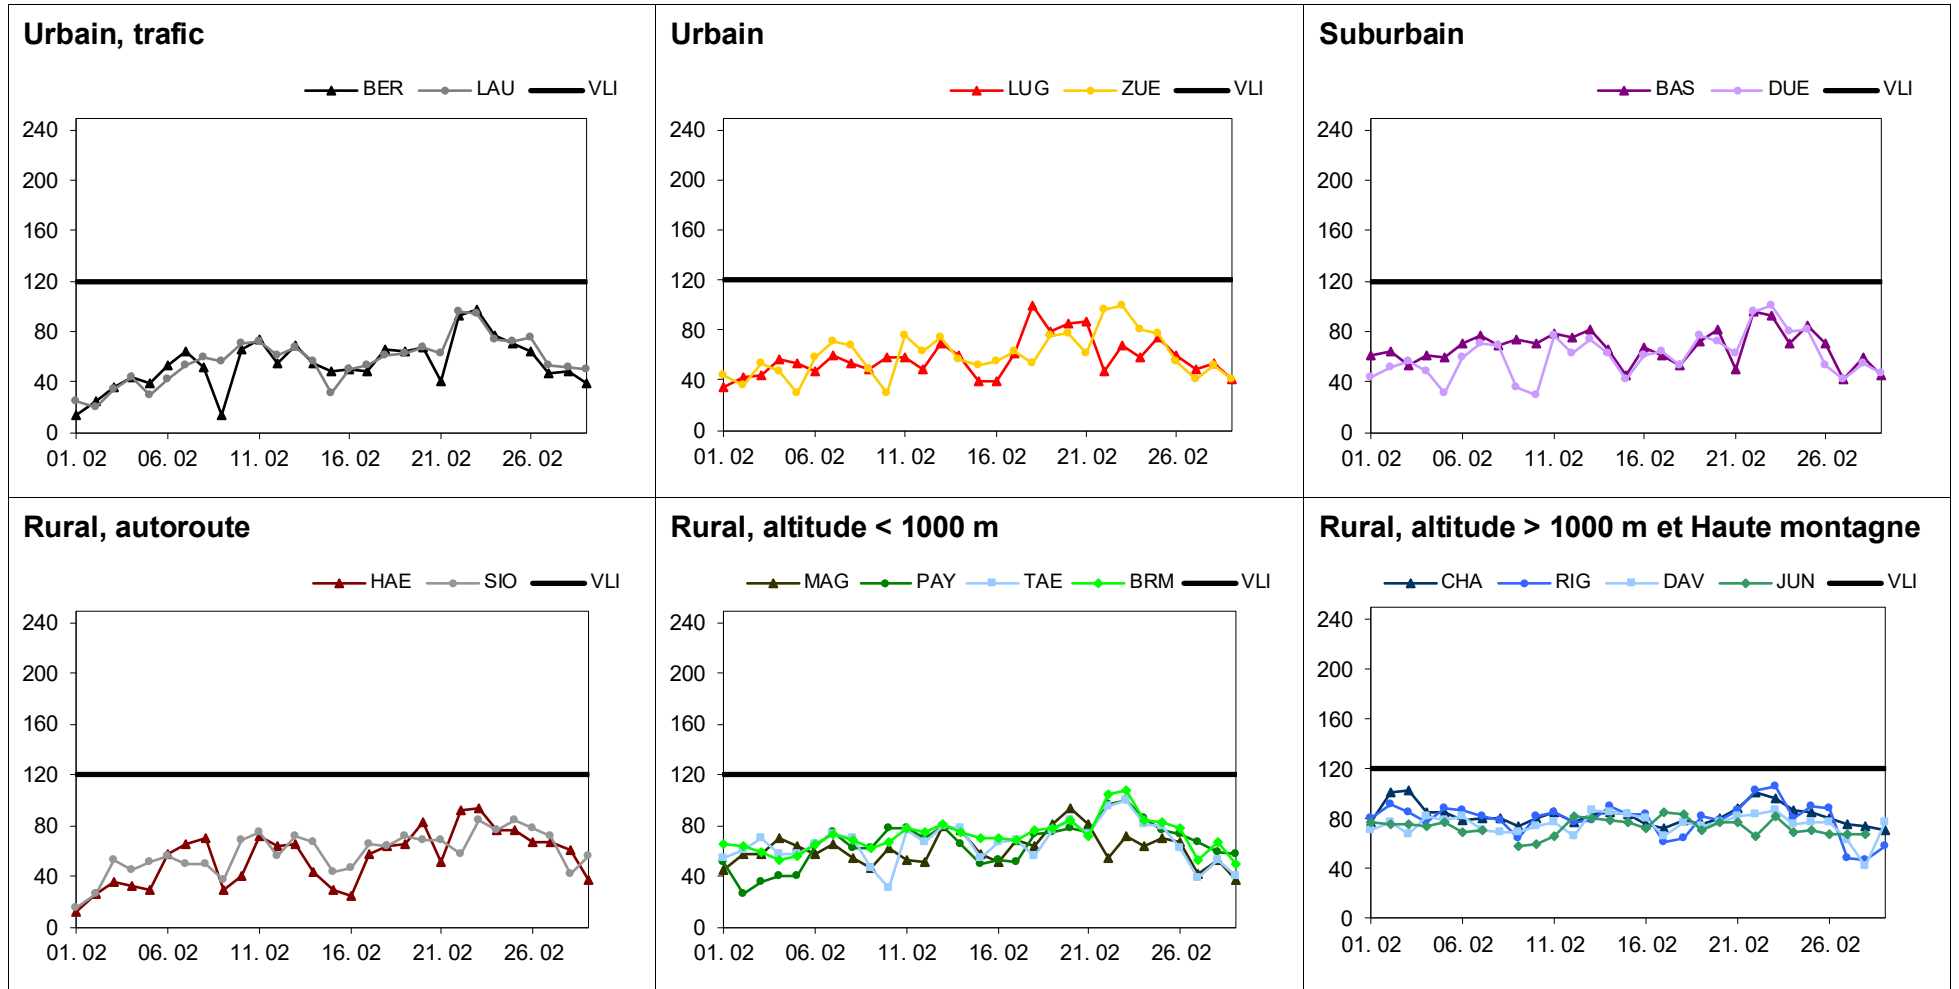 Urbain, trafic
BER LAU VLI
240
200
160
120
80
40
0
01. 02 06. 02 11. 02 16. 02 21. 02 26. 02
Urbain
LUG ZUE VLI
240
200
160
120
80
40
0
01. 02 06. 02 11. 02 16. 02 21. 02 26. 02
Suburbain
BAS DUE VLI
240
200
160
120
80
40
0
01. 02 06. 02 11. 02 16. 02 21. 02 26. 02
Rural, autoroute
HAE SIO VLI
240
200
160
120
80
40
0
01. 02 06. 02 11. 02 16. 02 21. 02 26. 02
Rural, altitude < 1000 m
MAG PAY TAE BRM VLI
240
200
160
120
80
40
0
01. 02 06. 02 11. 02 16. 02 21. 02 26. 02
Rural, altitude > 1000 m et Haute montagne
CHA RIG DAV JUN VLI
240
200
160
120
80
40
0
01. 02 06. 02 11. 02 16. 02 21. 02 26. 02